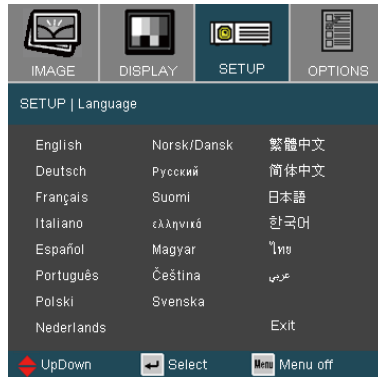 IMAGE DISPLAY SETUP OPTIONS
SETUP | Language
English Norsk/Dansk 繁體中文
Deutsch Русский 简体中文
Français Suomi 日本語
Italiano ελληνικά 한국어
Español Magyar ไทย
Português Čeština عربي
Polski Svenska
Nederlands Exit
UpDown Select Menu Menu off